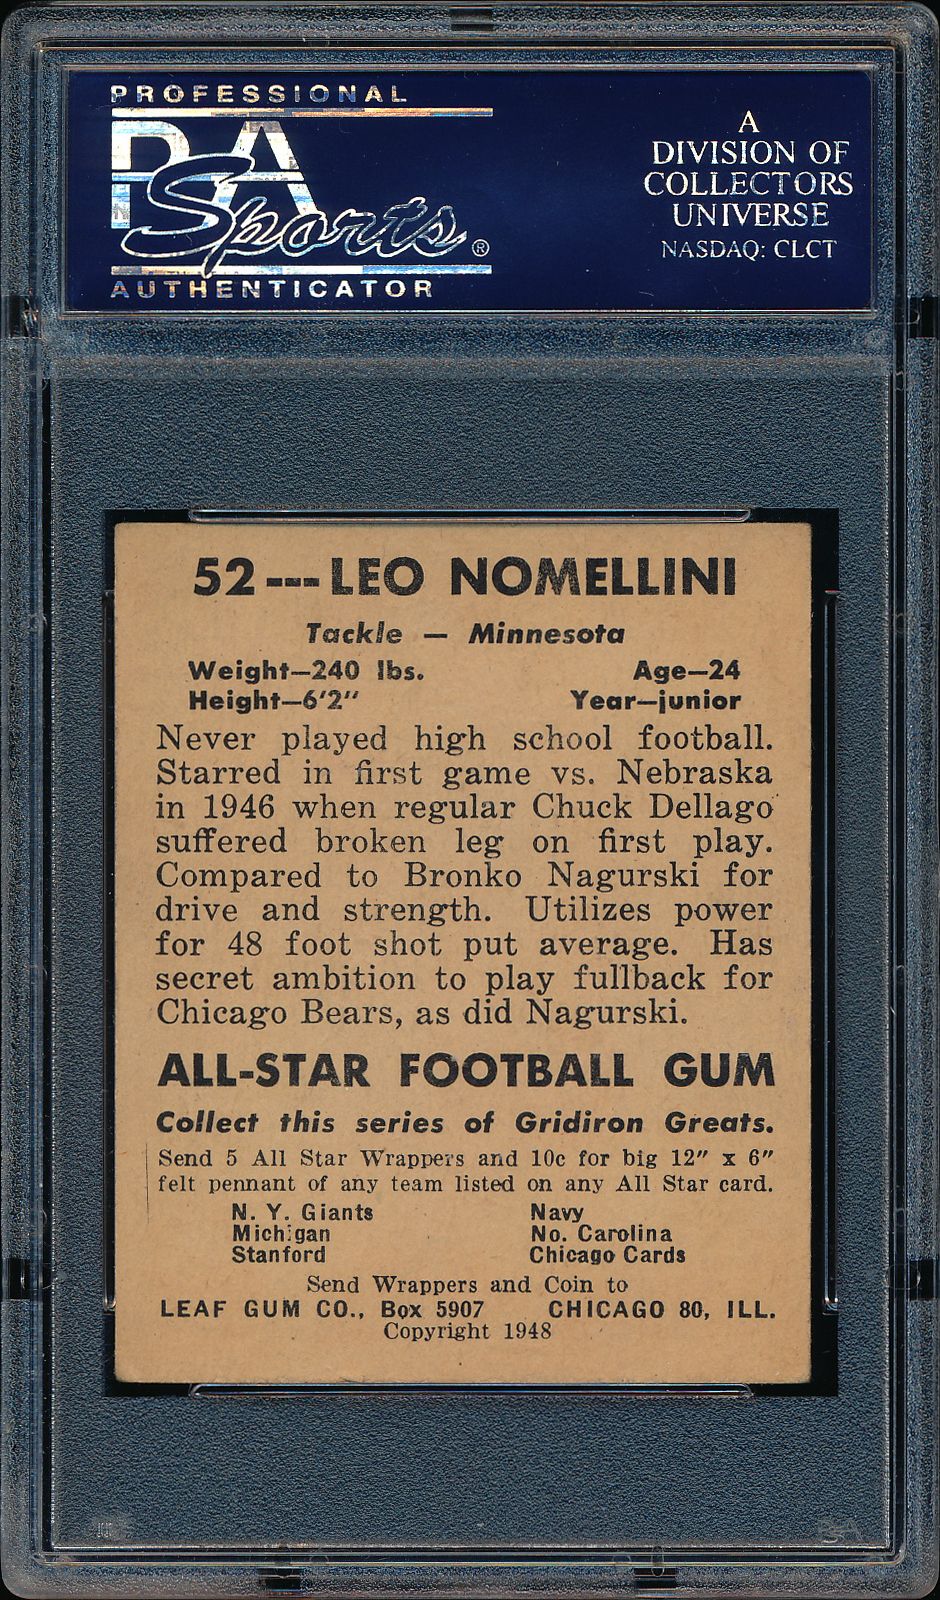 PROFESSIONAL
PSA
Sports®
AUTHENTICATOR
A
DIVISION OF
COLLECTORS
UNIVERSE
NASDAQ: CLCT
52---LEO NOMELLINI
Tackle — Minnesota
Weight—240 lbs. Age—24
Height—6'2" Year—junior
Never played high school football.
Starred in first game vs. Nebraska
in 1946 when regular Chuck Dellago
suffered broken leg on first play.
Compared to Bronko Nagurski for
drive and strength. Utilizes power
for 48 foot shot put average. Has
secret ambition to play fullback for
Chicago Bears, as did Nagurski.
ALL-STAR FOOTBALL GUM
Collect this series of Gridiron Greats.
Send 5 All Star Wrappers and 10c for big 12" x 6"
felt pennant of any team listed on any All Star card.
N. Y. Giants Navy
Michigan No. Carolina
Stanford Chicago Cards
Send Wrappers and Coin to
LEAF GUM CO., Box 5907 CHICAGO 80, ILL.
Copyright 1948